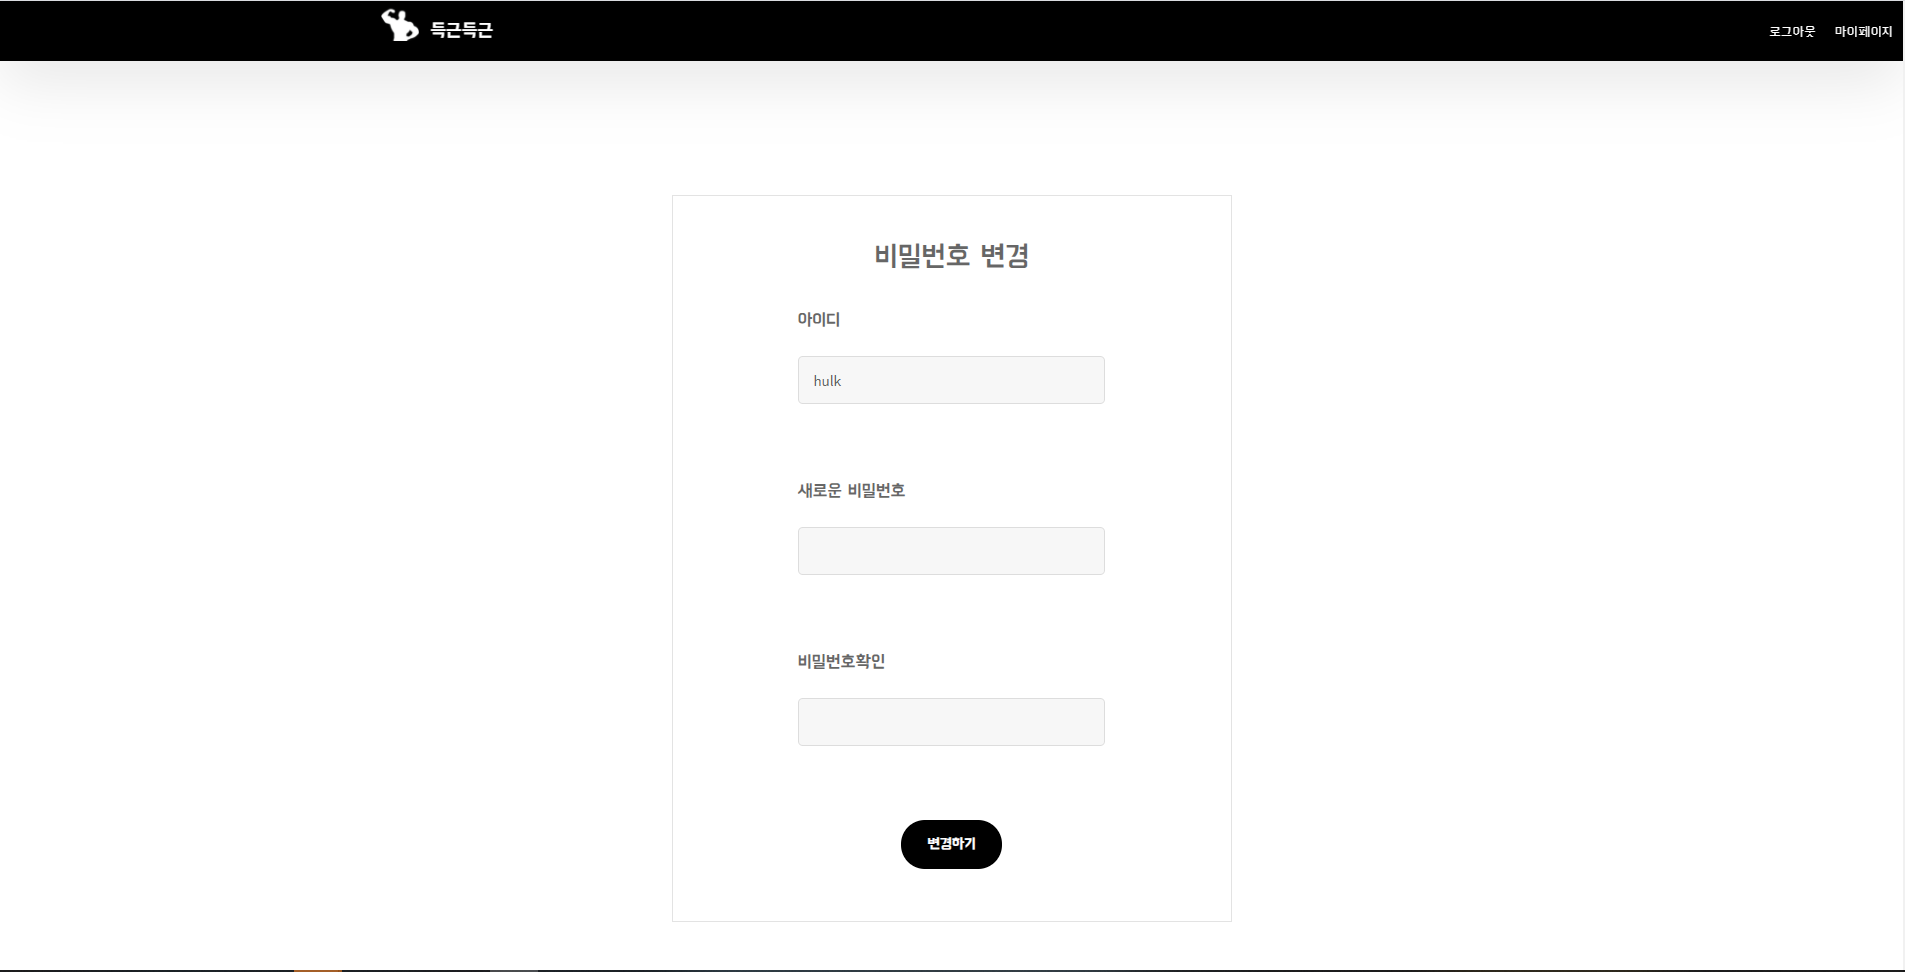 득근득근
로그아웃 마이페이지
비밀번호 변경
아이디
hulk
새로운 비밀번호
비밀번호확인
변경하기